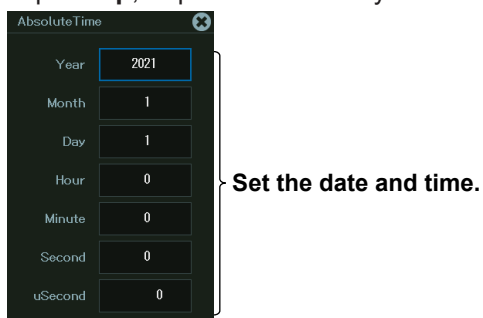 AbsoluteTime
Year 2021
Month 1
Day 1
Hour 0
Set the date and time.
Minute 0
Second 0
uSecond 0